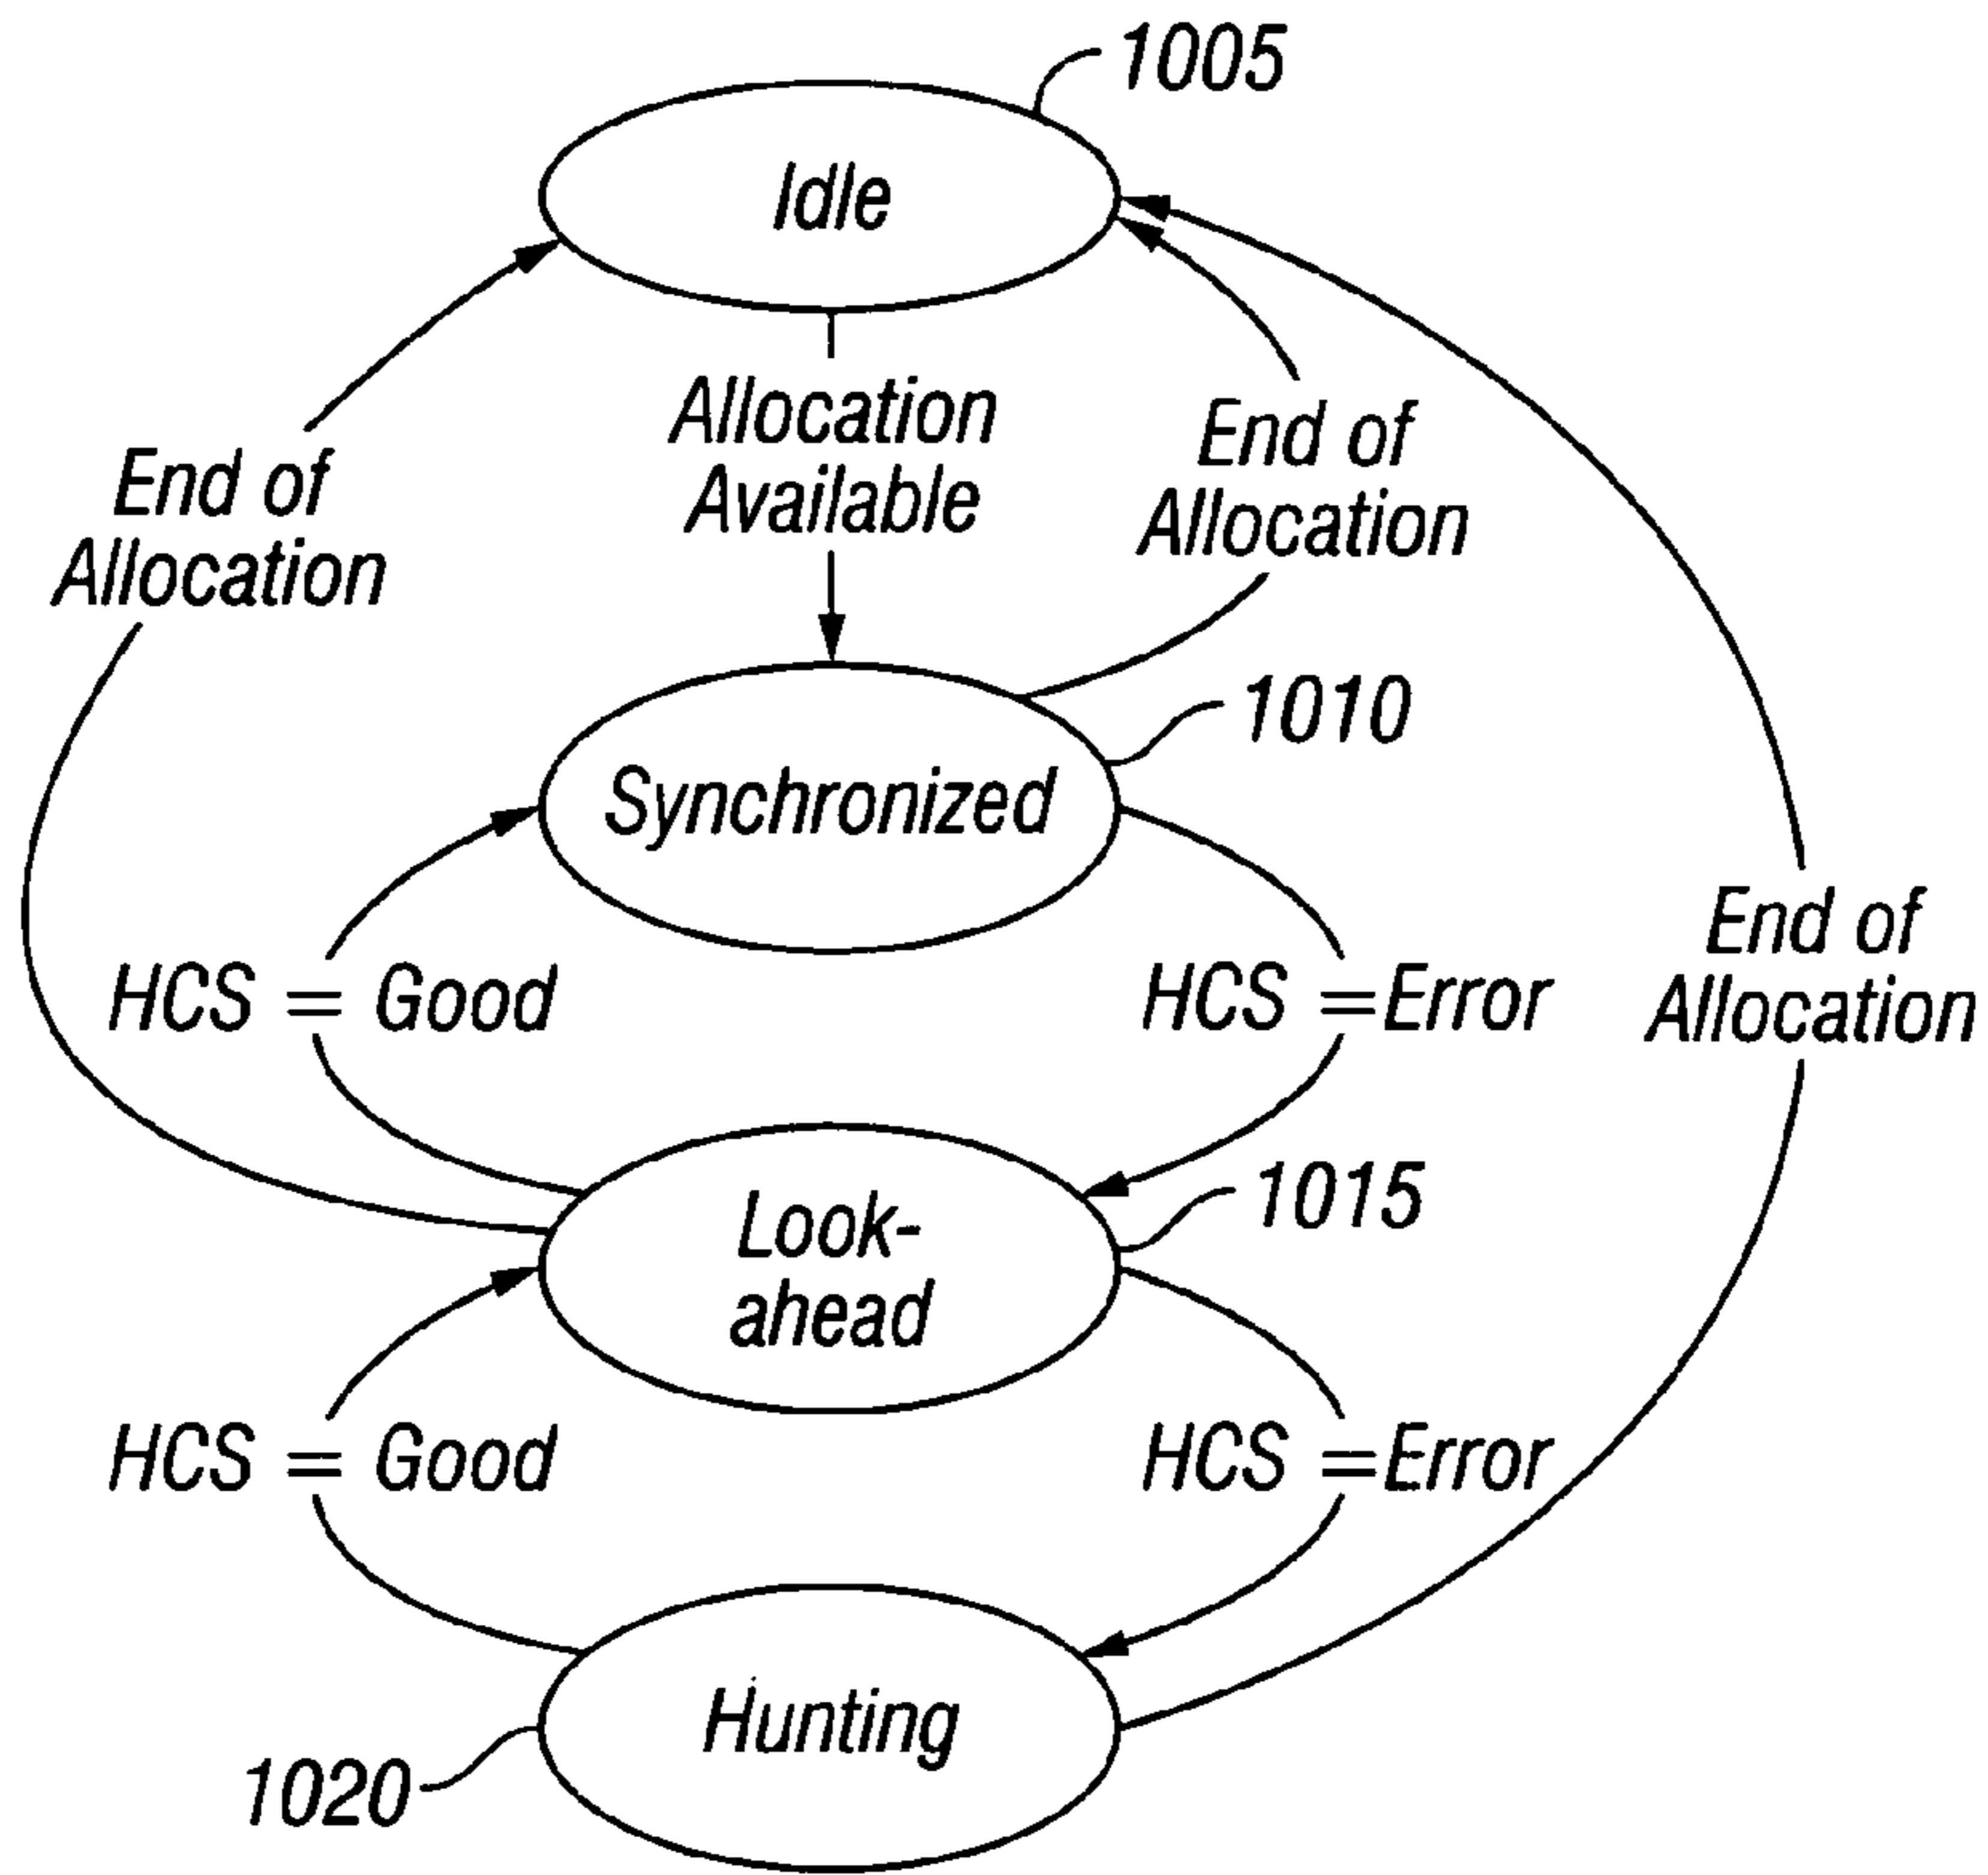 1005
Idle
Allocation
Available
End of
Allocation
End of
Allocation
1010
Synchronized
End of
Allocation
HCS = Good
HCS =Error
1015
Look-
ahead
HCS = Good
HCS =Error
Hunting
1020